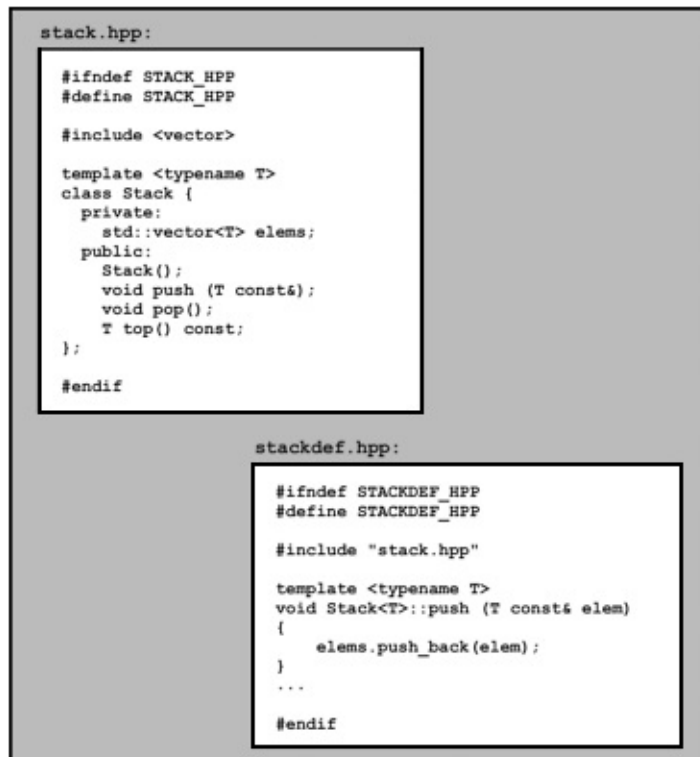 stack.hpp:
#ifndef STACK_HPP
#define STACK_HPP
#include <vector>
template <typename T>
class Stack {
private:
std::vector<T> elems;
public:
Stack();
void push (T const&);
void pop();
T top() const;
};
#endif
stackdef.hpp:
#ifndef STACKDEF_HPP
#define STACKDEF_HPP
#include "stack.hpp"
template <typename T>
void Stack<T>::push (T const& elem)
{
elems.push_back(elem);
}
...
#endif